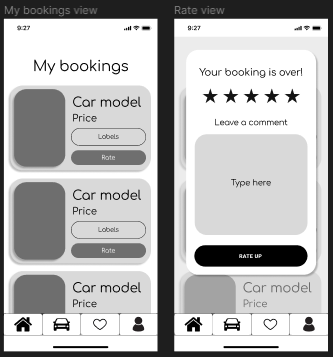 My bookings view
9:27
My bookings
Car model
Price
Labels
Rate
Car model
Price
Labels
Rate
Car model
Price
Rate view
9:27
Your booking is over!
Leave a comment
Type here
RATE UP
Car model
Price